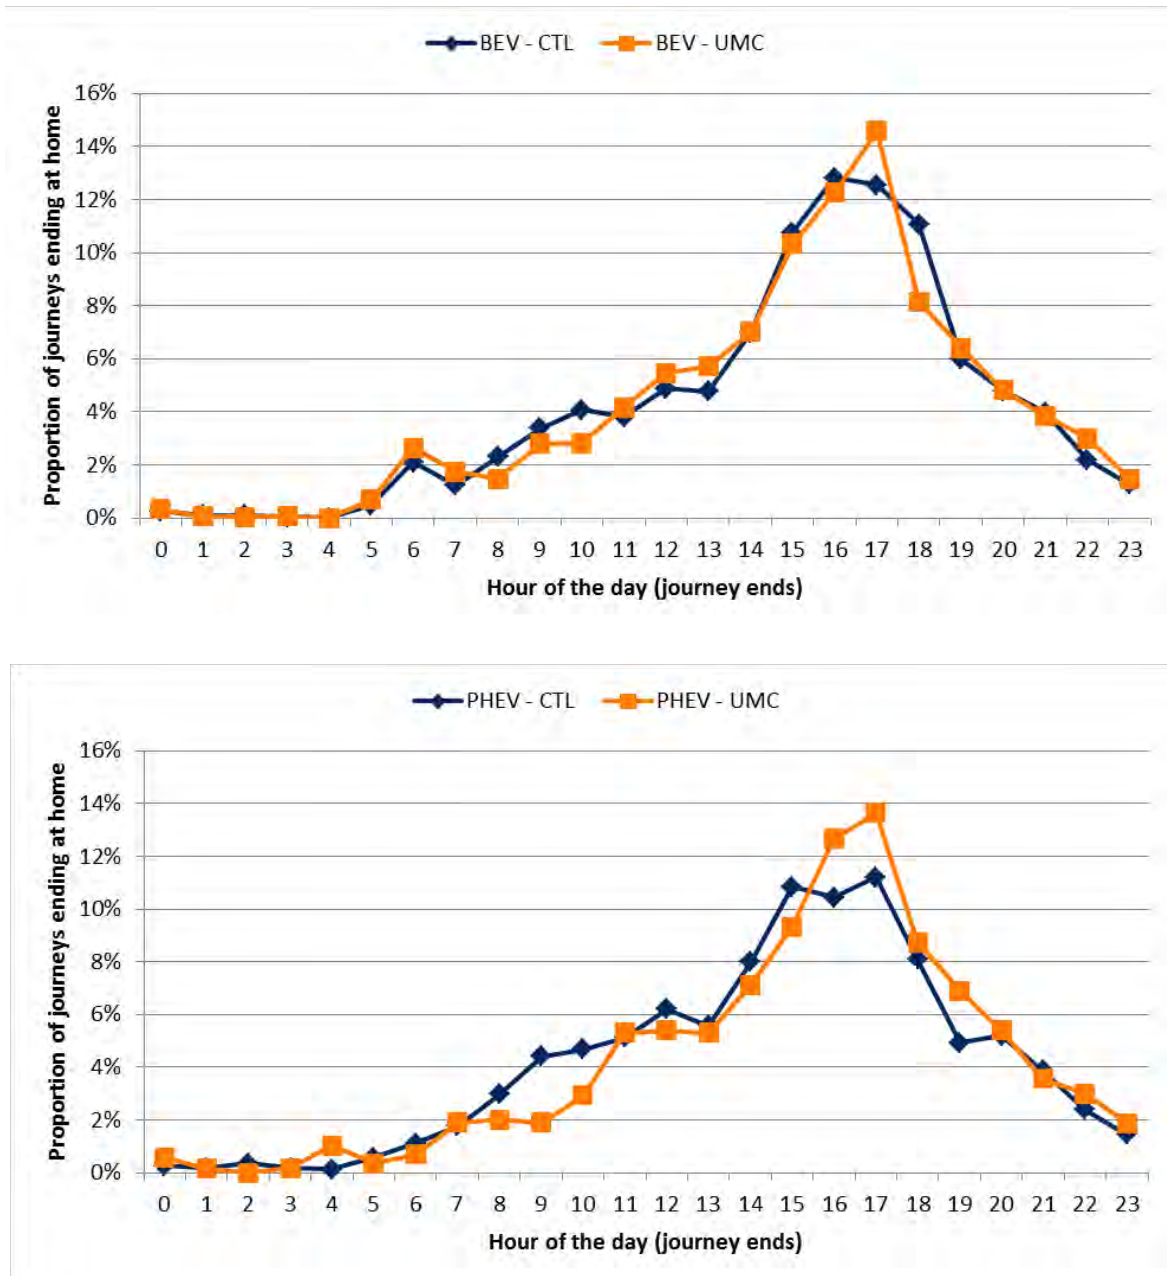 BEV - CTL BEV - UMC
Proportion of journeys ending at home
16%
14%
12%
10%
8%
6%
4%
2%
0%
0 1 2 3 4 5 6 7 8 9 10 11 12 13 14 15 16 17 18 19 20 21 22 23
Hour of the day (journey ends)
PHEV - CTL PHEV - UMC
Proportion of journeys ending at home
16%
14%
12%
10%
8%
6%
4%
2%
0%
0 1 2 3 4 5 6 7 8 9 10 11 12 13 14 15 16 17 18 19 20 21 22 23
Hour of the day (journey ends)